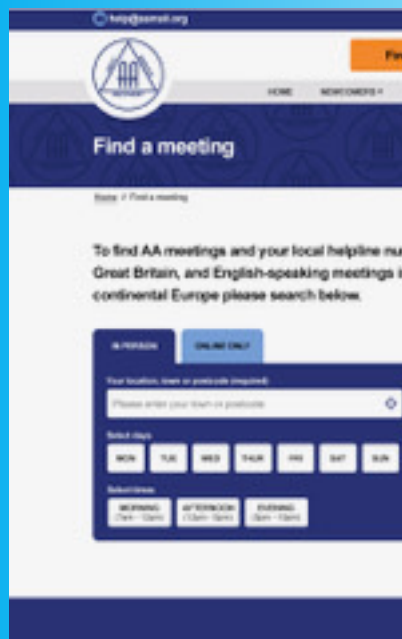 help@aamail.org
AA
Fin
HOME NEWCOMERS
Find a meeting
Home // Find a meeting
To find AA meetings and your local helpline nu
Great Britain, and English-speaking meetings i
continental Europe please search below.
IN PERSON ONLINE ONLY
Your location, town or postcode (required)
Please enter your town or postcode
Select days
MON TUE WED THUR FRI SAT SUN
Select times
MORNING AFTERNOON EVENING